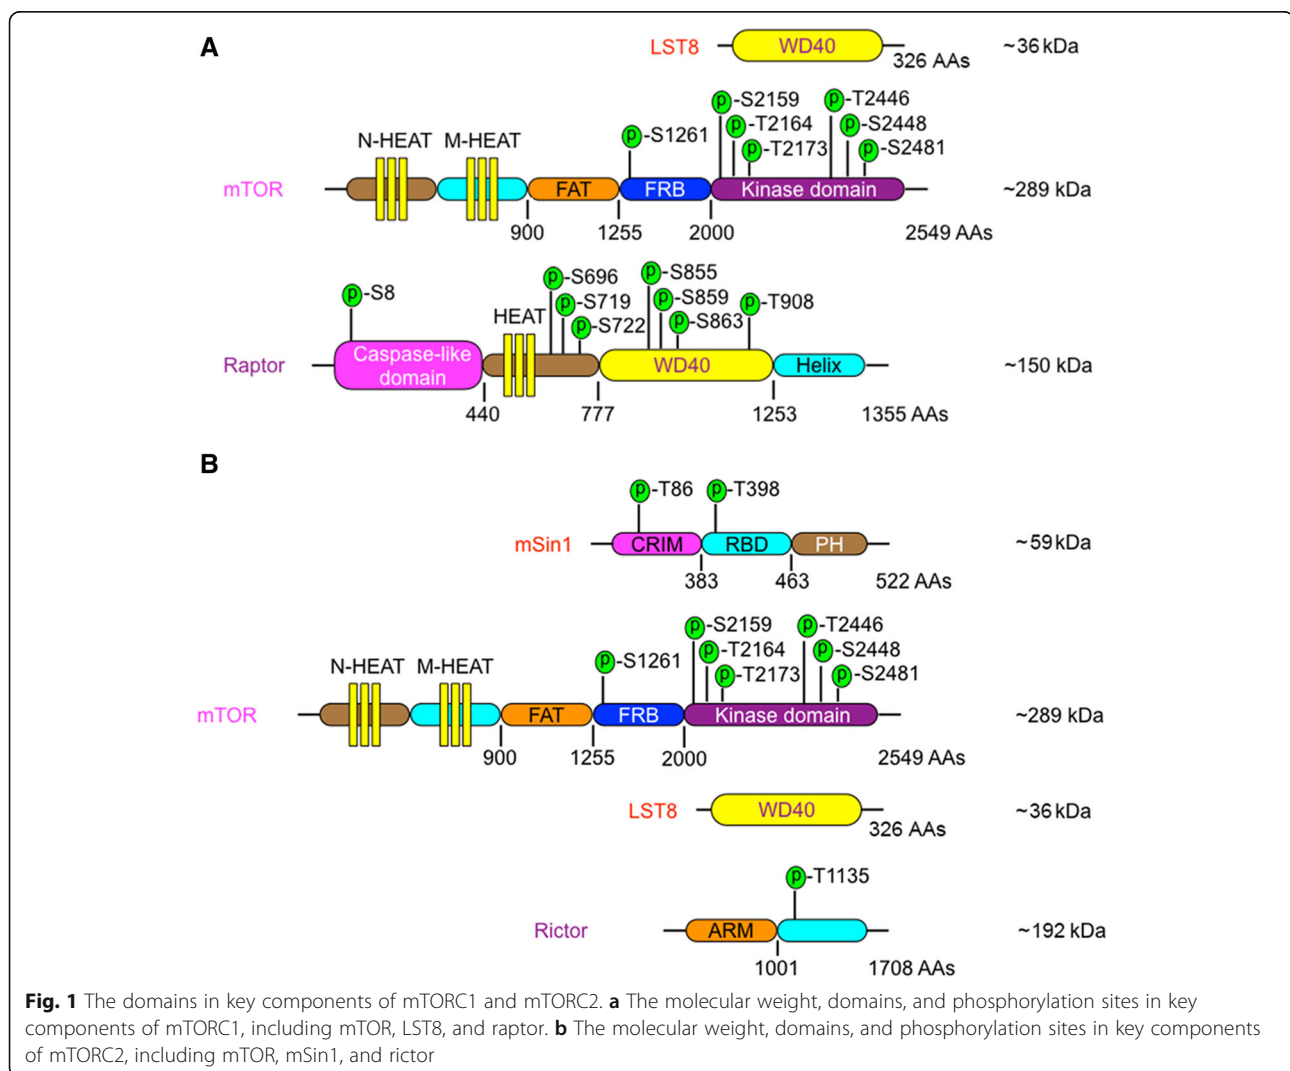 A
LST8 WD40 326 AAs ~36 kDa
p-S2159 p-T2446
p-T2164 p-S2448
N-HEAT M-HEAT p-S1261 p-T2173 p-S2481
mTOR FAT FRB Kinase domain ~289 kDa
900 1255 2000 2549 AAs
p-S8 p-S696 p-S855
p-S719 p-S859 p-T908
HEAT p-S722 p-S863
Raptor Caspase-like domain WD40 Helix ~150 kDa
440 777 1253 1355 AAs
B
p-T86 p-T398
mSin1 CRIM RBD PH ~59 kDa
383 463 522 AAs
p-S2159 p-T2446
p-T2164 p-S2448
N-HEAT M-HEAT p-S1261 p-T2173 p-S2481
mTOR FAT FRB Kinase domain ~289 kDa
900 1255 2000 2549 AAs
LST8 WD40 326 AAs ~36 kDa
p-T1135
Rictor ARM ~192 kDa
1001 1708 AAs
Fig. 1 The domains in key components of mTORC1 and mTORC2. a The molecular weight, domains, and phosphorylation sites in key
components of mTORC1, including mTOR, LST8, and raptor. b The molecular weight, domains, and phosphorylation sites in key components
of mTORC2, including mTOR, mSin1, and rictor